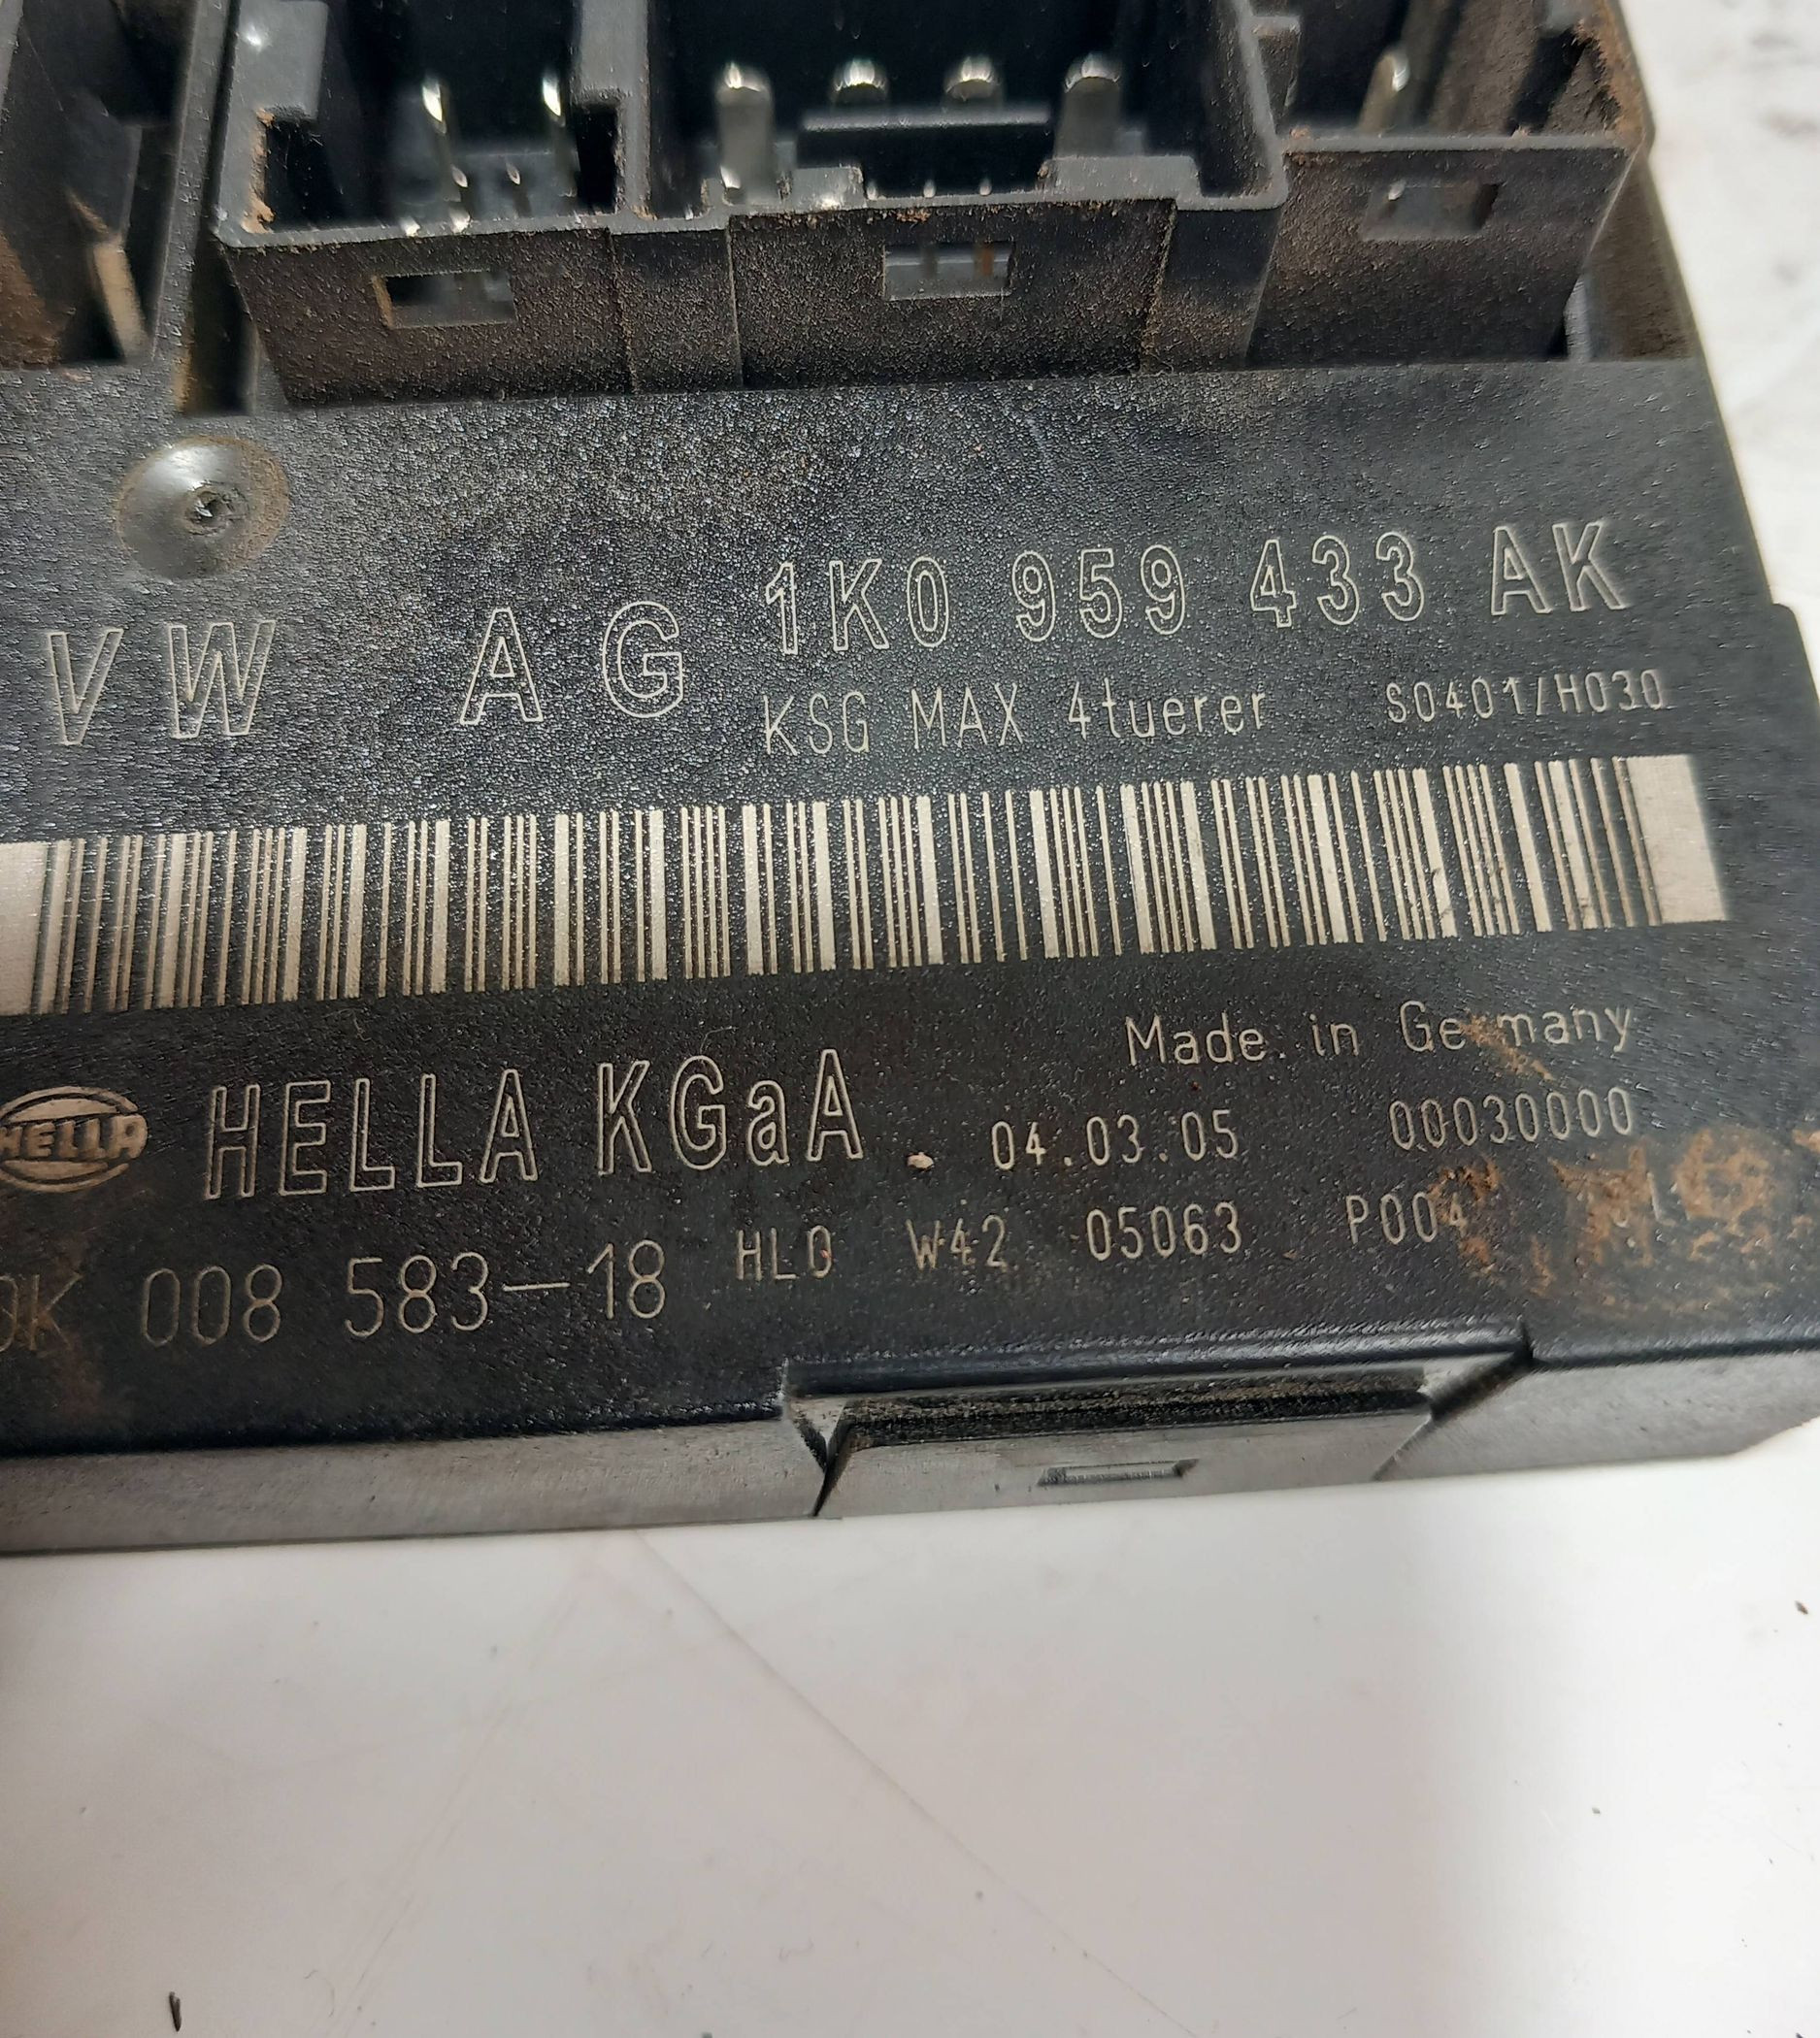 VW AG 1K0 959 433 AK
KSG MAX 4tuerer S0401/H030
Made in Germany
HELLA HELLA KGaA 04.03.05 00030000
008 583-18 HLO W42 05063 P004